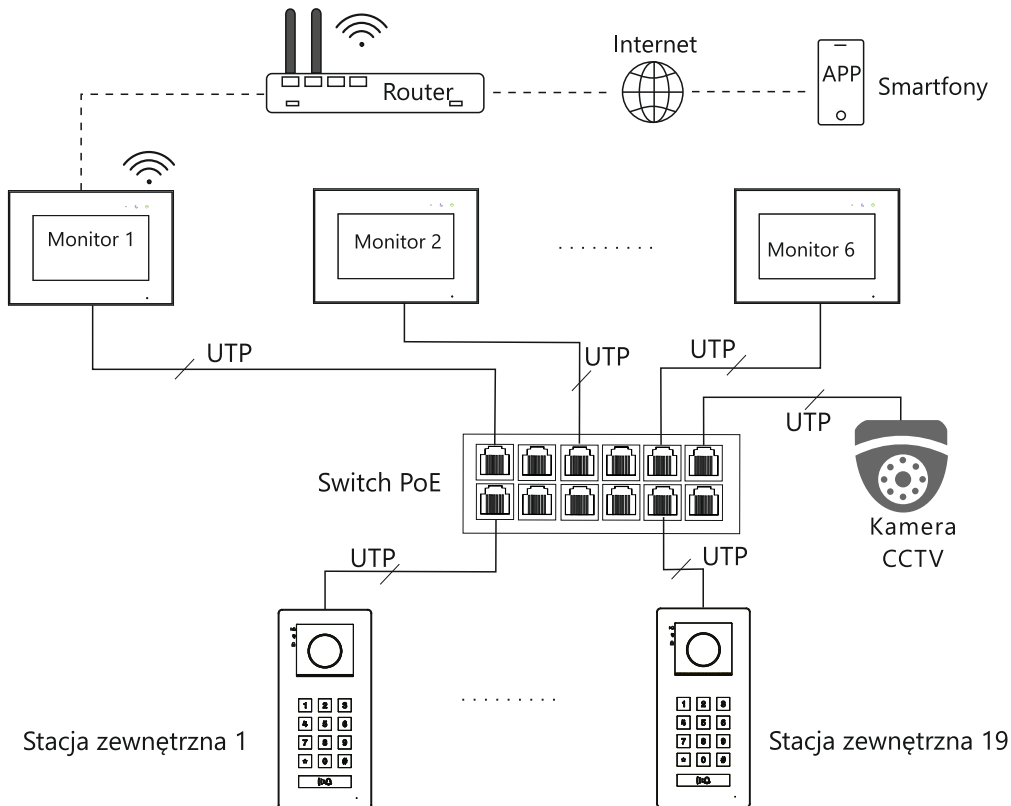 Internet
APP
Router
Smartfony
Monitor 1
Monitor 2
Monitor 6
UTP
UTP
UTP
UTP
Switch PoE
Kamera
CCTV
UTP
UTP
1 2 3
4 5 6
7 8 9
* 0 #
1 2 3
4 5 6
7 8 9
* 0 #
Stacja zewnętrzna 1
Stacja zewnętrzna 19